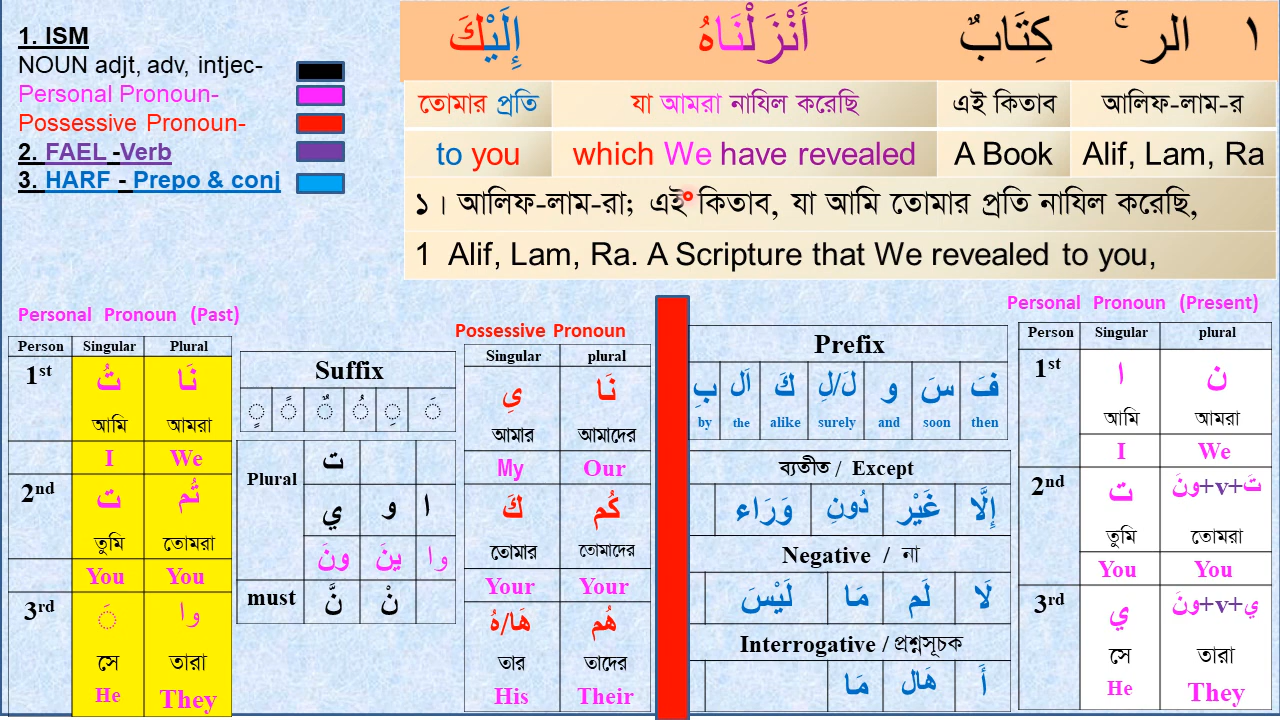 1. ISM
NOUN adjt, adv, intjec-
Personal Pronoun-
Possessive Pronoun-
2. FAEL -Verb
3. HARF - Prepo & conj
١ الر ۚ كِتَابٌ أَنْزَلْنَاهُ إِلَيْكَ
তোমার প্রতি যা আমরা নাযিল করেছি এই কিতাব আলিফ-লাম-র
to you which We have revealed A Book Alif, Lam, Ra
১। আলিফ-লাম-রা; এই কিতাব, যা আমি তোমার প্রতি নাযিল করেছি,
1 Alif, Lam, Ra. A Scripture that We revealed to you,
Personal Pronoun (Past)
Person Singular Plural
1st تُ نَا
আমি আমরা
I We
2nd ت تُم
তুমি তোমরা
You You
3rd َ وا
সে তারা
He They
Suffix
ٍ ً ٌ ُ ِ َ
Plural ت
ي و ا
ونَ ينَ وا
must نَّ نْ
Possessive Pronoun
Singular plural
يِ نَا
আমার আমাদের
My Our
كَ كُم
তোমার তোমাদের
Your Your
هَا/هُ هُم
তার তাদের
His Their
Prefix
بِ اَل كَ لَ/لِ و سَ فَ
by the alike surely and soon then
ব্যতীত / Except
وَرَاء دُونِ غَيْر إِلَّا
Negative / না
لَيْسَ مَا لَم لَا
Interrogative / প্রশ্নসূচক
مَا هَال أَ
Personal Pronoun (Present)
Person Singular plural
1st ا ن
আমি আমরা
I We
2nd ت تَ+v+ونَ
তুমি তোমরা
You You
3rd ي ي+v+ونَ
সে তারা
He They